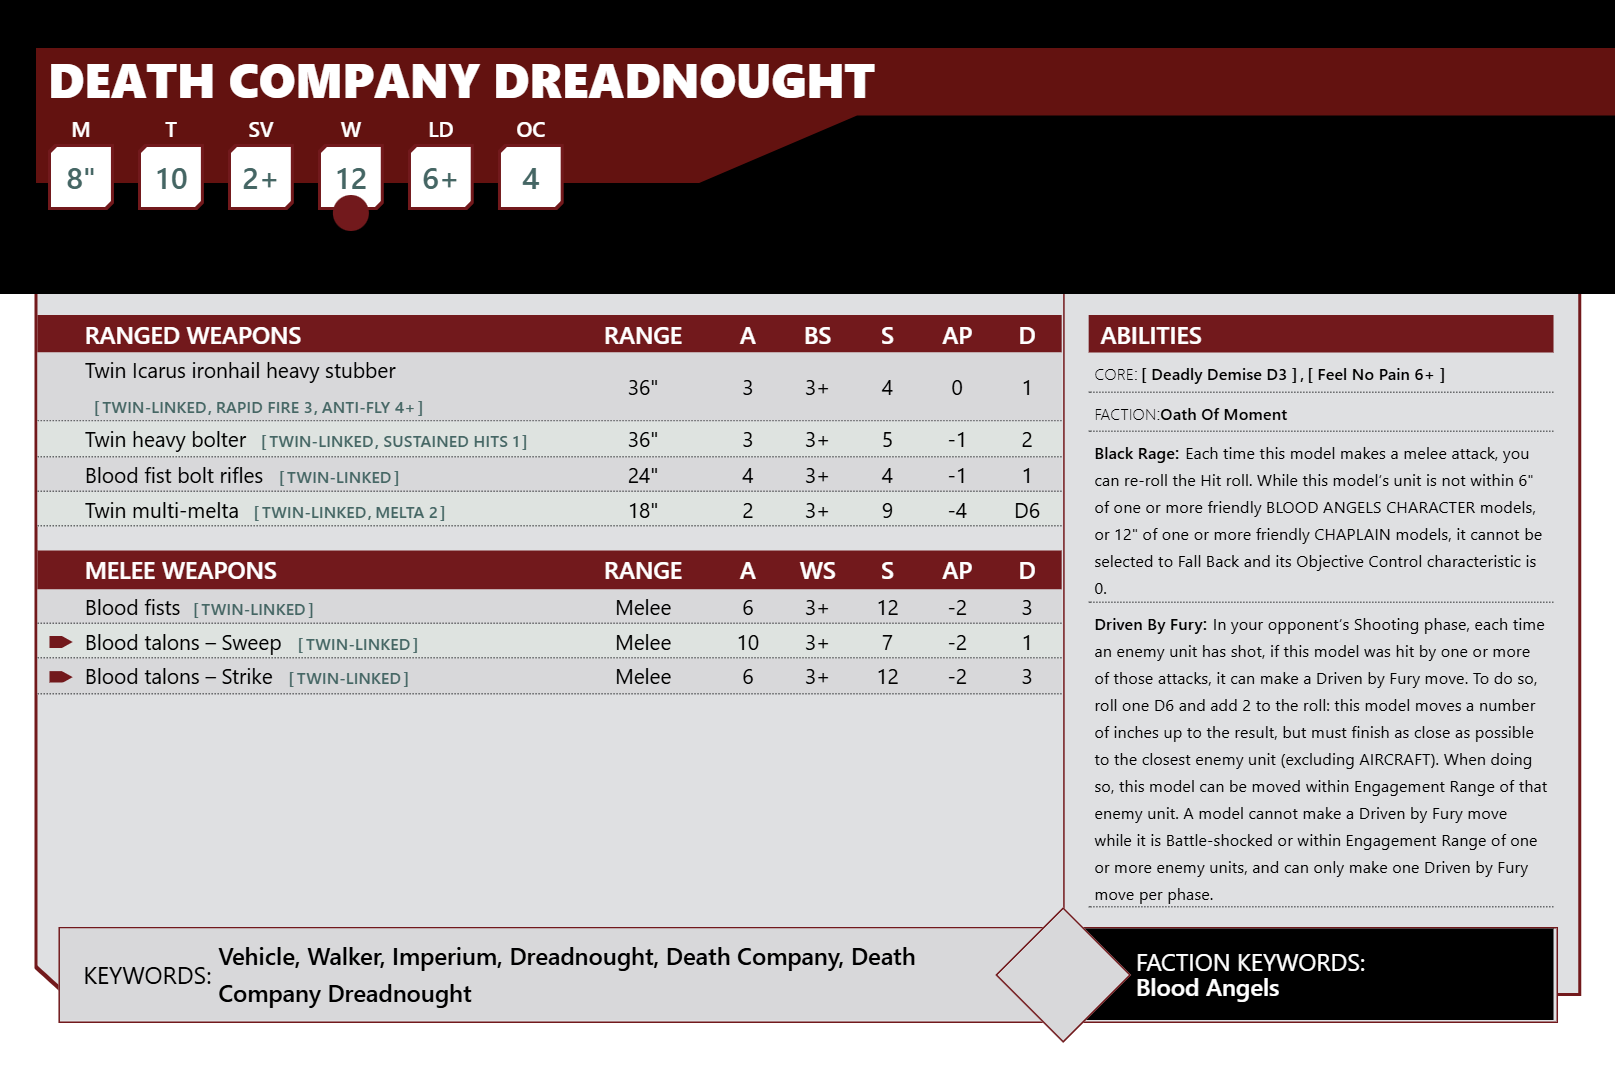 DEATH COMPANY DREADNOUGHT
M T SV W LD OC
8" 10 2+ 12 6+ 4
RANGED WEAPONS RANGE A BS S AP D
Twin Icarus ironhail heavy stubber
[TWIN-LINKED, RAPID FIRE 3, ANTI-FLY 4+] 36" 3 3+ 4 0 1
Twin heavy bolter [TWIN-LINKED, SUSTAINED HITS 1] 36" 3 3+ 5 -1 2
Blood fist bolt rifles [TWIN-LINKED] 24" 4 3+ 4 -1 1
Twin multi-melta [TWIN-LINKED, MELTA 2] 18" 2 3+ 9 -4 D6
MELEE WEAPONS RANGE A WS S AP D
Blood fists [TWIN-LINKED] Melee 6 3+ 12 -2 3
Blood talons – Sweep [TWIN-LINKED] Melee 10 3+ 7 -2 1
Blood talons – Strike [TWIN-LINKED] Melee 6 3+ 12 -2 3
ABILITIES
CORE: [ Deadly Demise D3 ] , [ Feel No Pain 6+ ]
FACTION:Oath Of Moment
Black Rage: Each time this model makes a melee attack, you
can re-roll the Hit roll. While this model's unit is not within 6"
of one or more friendly BLOOD ANGELS CHARACTER models,
or 12" of one or more friendly CHAPLAIN models, it cannot be
selected to Fall Back and its Objective Control characteristic is
0.
Driven By Fury: In your opponent's Shooting phase, each time
an enemy unit has shot, if this model was hit by one or more
of those attacks, it can make a Driven by Fury move. To do so,
roll one D6 and add 2 to the roll: this model moves a number
of inches up to the result, but must finish as close as possible
to the closest enemy unit (excluding AIRCRAFT). When doing
so, this model can be moved within Engagement Range of that
enemy unit. A model cannot make a Driven by Fury move
while it is Battle-shocked or within Engagement Range of one
or more enemy units, and can only make one Driven by Fury
move per phase.
KEYWORDS: Vehicle, Walker, Imperium, Dreadnought, Death Company, Death
Company Dreadnought
FACTION KEYWORDS:
Blood Angels